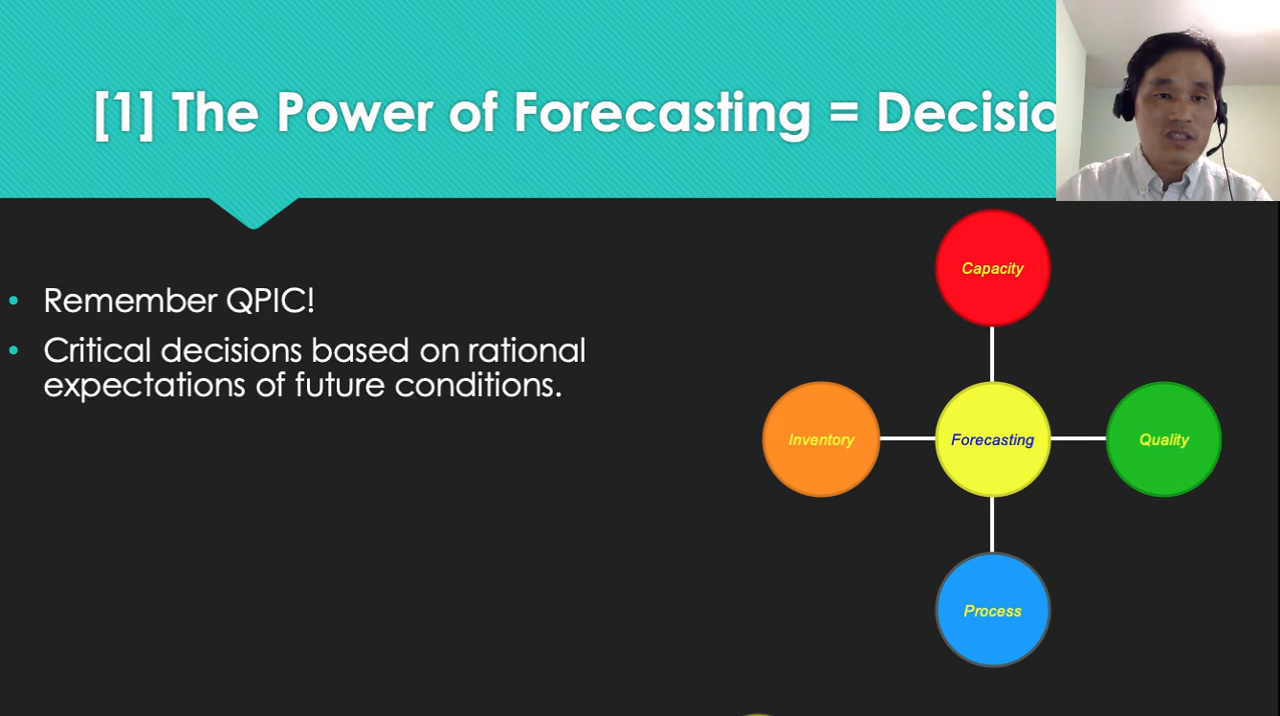 [1] The Power of Forecasting = Decisio
• Remember QPIC!
• Critical decisions based on rational
expectations of future conditions.
Capacity
Inventory
Forecasting
Quality
Process